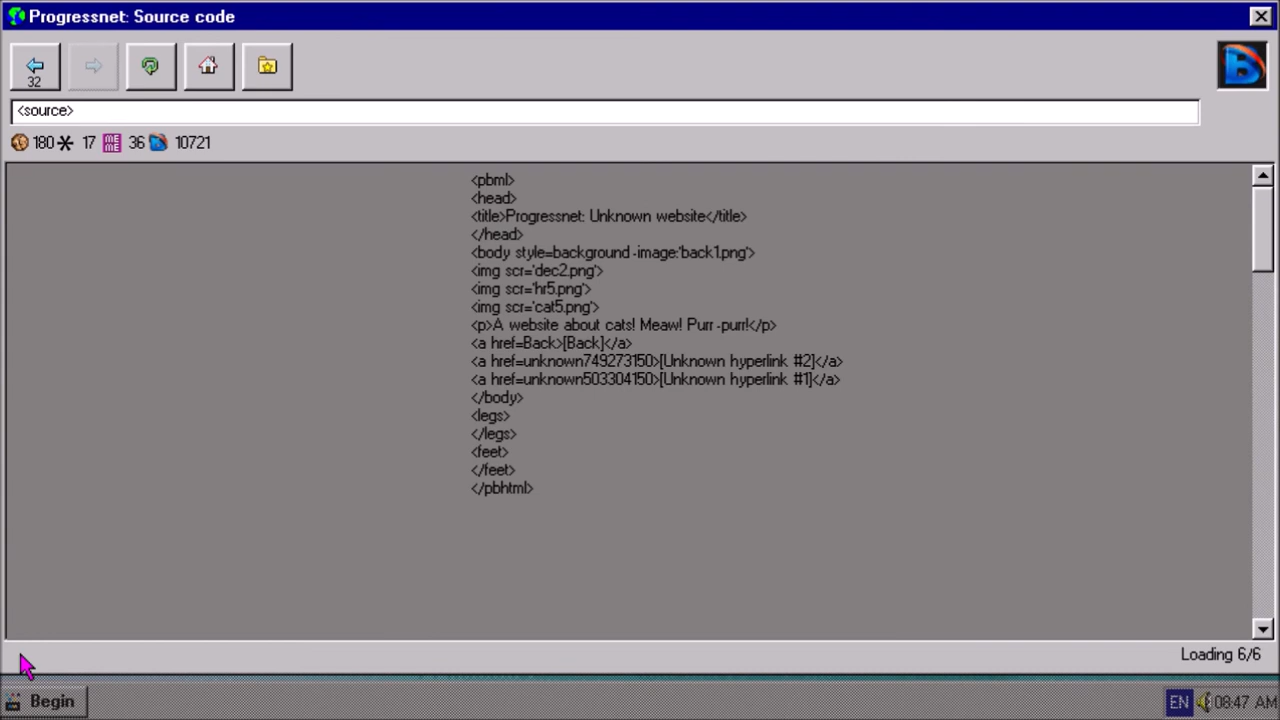 Progressnet: Source code
32
<source>
180 17 ME ME 36 10721
<pbml>
<head>
<title>Progressnet: Unknown website</title>
</head>
<body style=background-image:'back1.png'>
<img scr='dec2.png'>
<img scr='hr5.png'>
<img scr='cat5.png'>
<p>A website about cats! Meaw! Purr-purr!</p>
<a href=Back>[Back]</a>
<a href=unknown749273150>[Unknown hyperlink #2]</a>
<a href=unknown503304150>[Unknown hyperlink #1]</a>
</body>
<legs>
</legs>
<feet>
</feet>
</pbhtml>
Loading 6/6
Begin
EN 08:47 AM